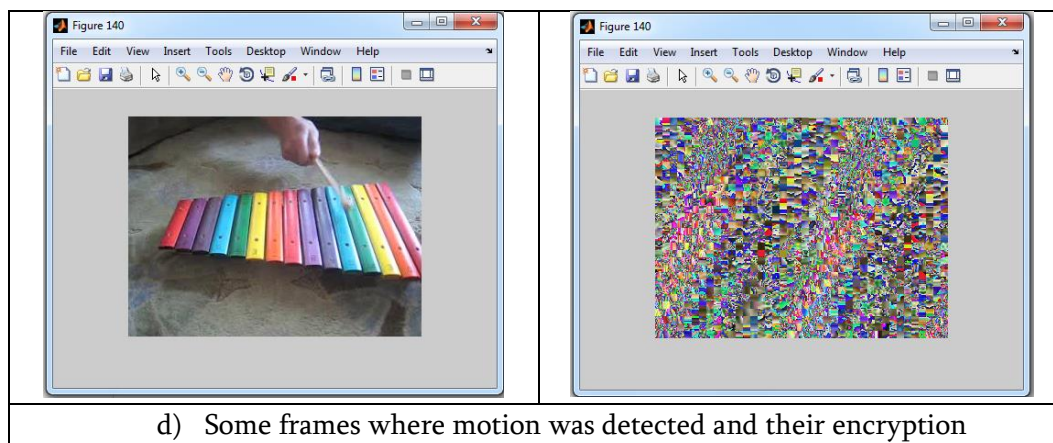 Figure 140
File Edit View Insert Tools Desktop Window Help
Figure 140
File Edit View Insert Tools Desktop Window Help
d) Some frames where motion was detected and their encryption